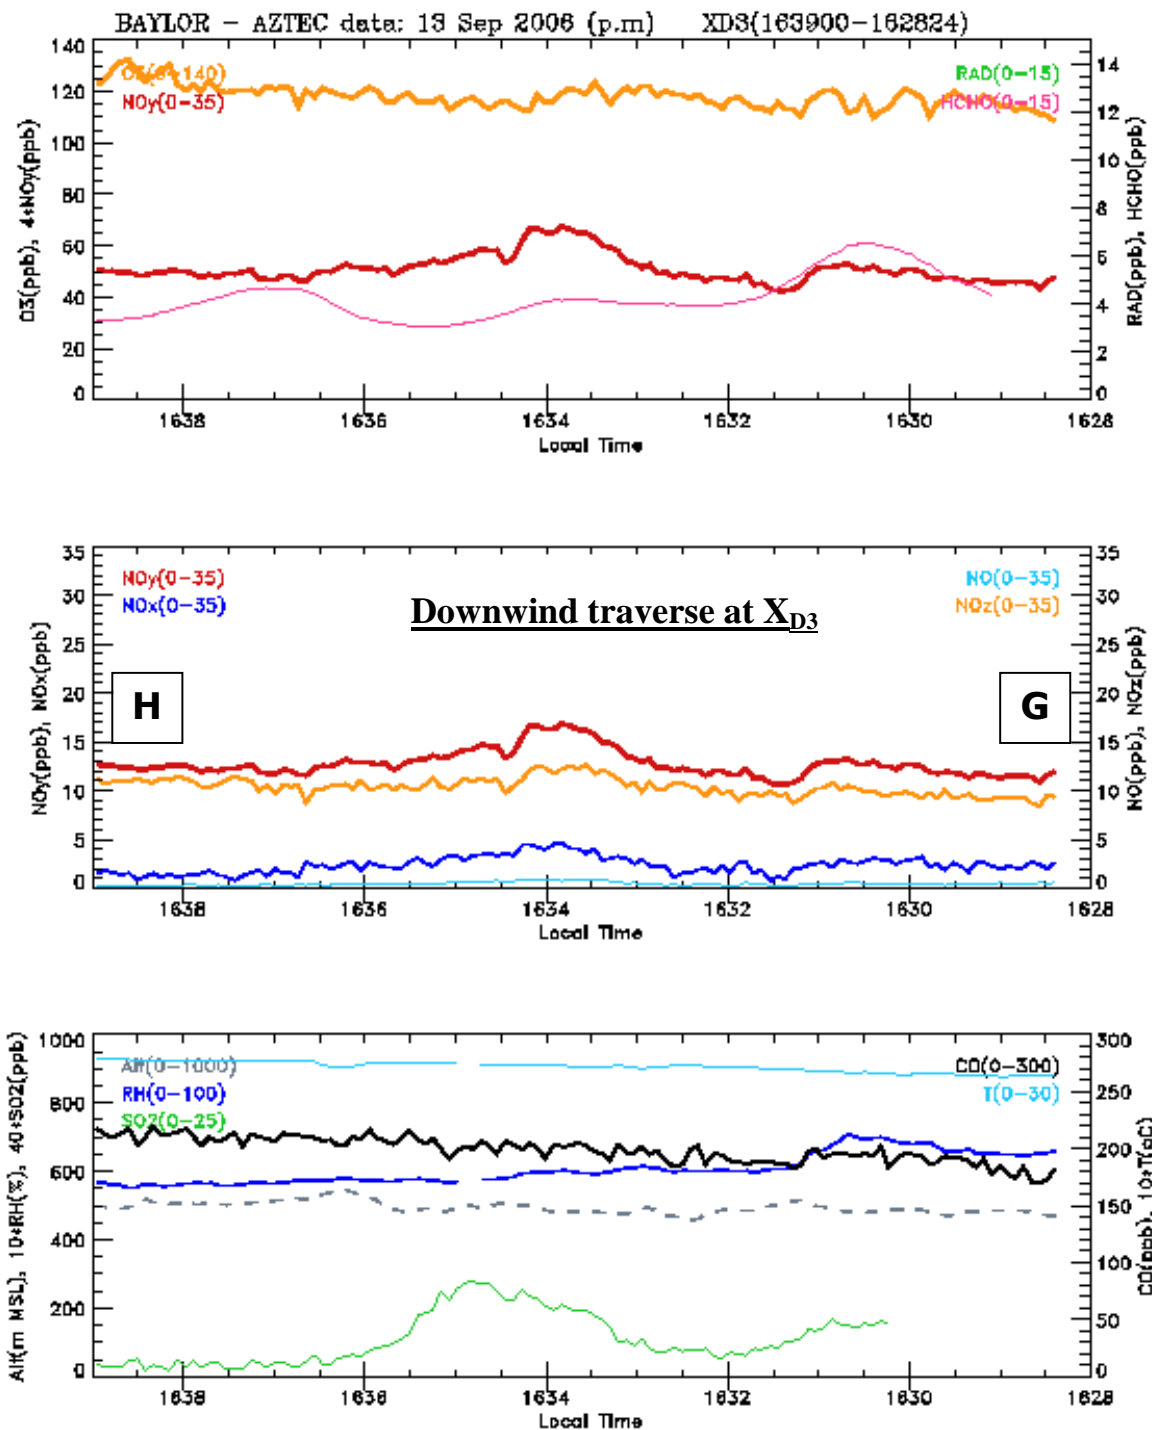 BAYLOR - AZTEC data: 13 Sep 2006 (p.m) XD3(163900-162824)
O3(0-140) RAD(0-15)
NOy(0-35) HCHO(0-15)
O3(ppb), 4*NOy(ppb)
RAD(ppb), HCHO(ppb)
140
120
100
80
60
40
20
0
14
12
10
8
6
4
2
0
1638 1636 1634 1632 1630 1628
Local Time
NOy(0-35) NO(0-35)
NOx(0-35) NOz(0-35)
Downwind traverse at XD3
H G
NOy(ppb), NOx(ppb)
NO(ppb), NOz(ppb)
35
30
25
20
15
10
5
0
35
30
25
20
15
10
5
0
1638 1636 1634 1632 1630 1628
Local Time
Alt(0-1000) CO(0-300)
RH(0-100) T(0-30)
SO2(0-25)
Alt(m MSL), 10*RH(%), 40*SO2(ppb)
CO(ppb), 10*T(oC)
1000
800
600
400
200
0
300
250
200
150
100
50
0
1638 1636 1634 1632 1630 1628
Local Time